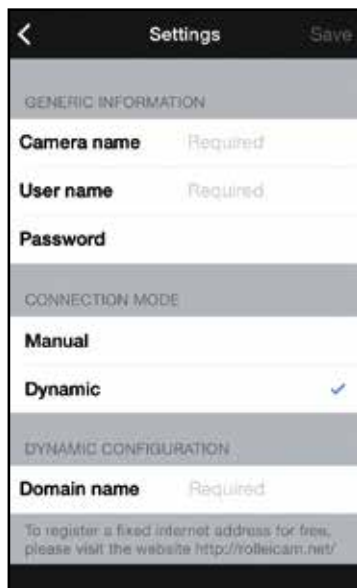 Settings Save
GENERIC INFORMATION
Camera name Required
User name Required
Password
CONNECTION MODE
Manual
Dynamic
DYNAMIC CONFIGURATION
Domain name Required
To register a fixed internet address for free,
please visit the website http://rolleicam.net/